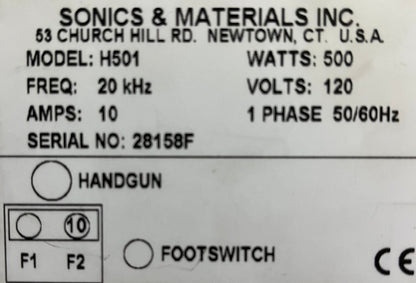 SONICS & MATERIALS INC.
53 CHURCH HILL RD. NEWTOWN, CT. U.S.A.
MODEL: H501 WATTS: 500
FREQ: 20 kHz VOLTS: 120
AMPS: 10 1 PHASE 50/60Hz
SERIAL NO: 28158F
HANDGUN
10
F1 F2
FOOTSWITCH
CE